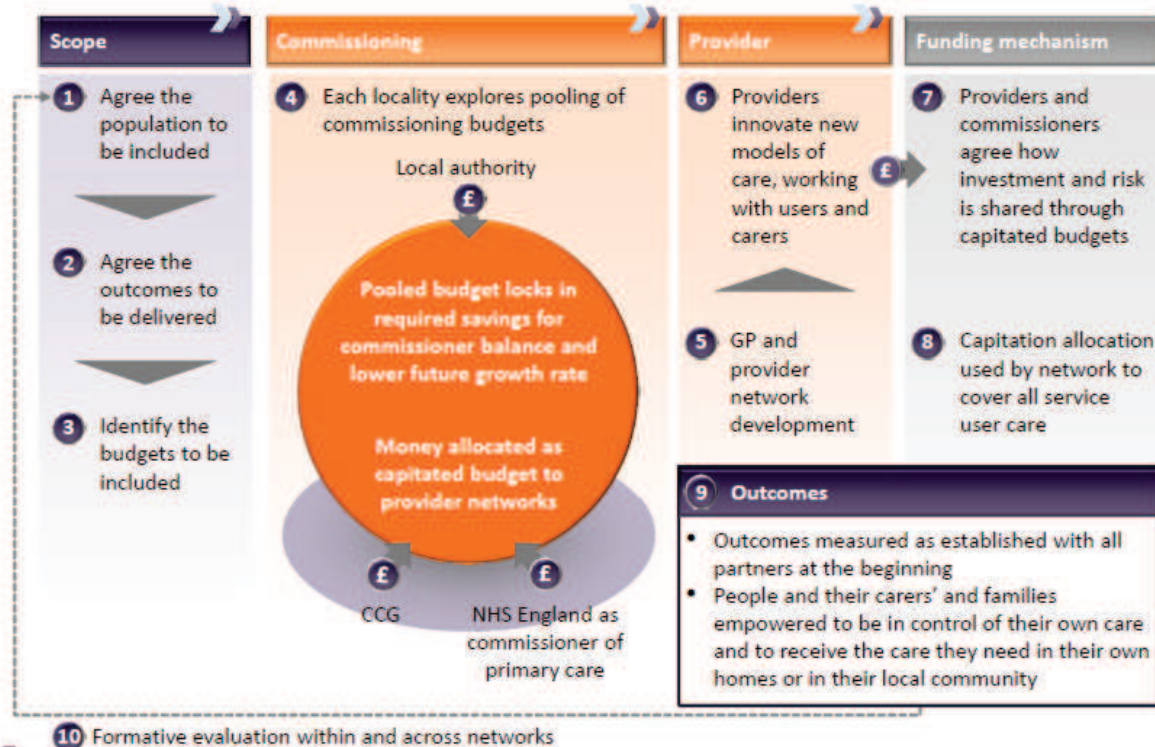 Scope
1 Agree the
population to
be included
2 Agree the
outcomes to
be delivered
3 Identify the
budgets to be
included
Commissioning
4 Each locality explores pooling of
commissioning budgets
Local authority
£
Pooled budget locks in
required savings for
commissioner balance and
lower future growth rate
Money allocated as
capitated budget to
provider networks
£
CCG
£
NHS England as
commissioner of
primary care
Provider
6 Providers
innovate new
models of
care, working
with users and
carers
£
5 GP and
provider
network
development
Funding mechanism
7 Providers and
commissioners
agree how
investment and risk
is shared through
capitated budgets
8 Capitation allocation
used by network to
cover all service
user care
9 Outcomes
• Outcomes measured as established with all
partners at the beginning
• People and their carers’ and families
empowered to be in control of their own care
and to receive the care they need in their own
homes or in their local community
10 Formative evaluation within and across networks